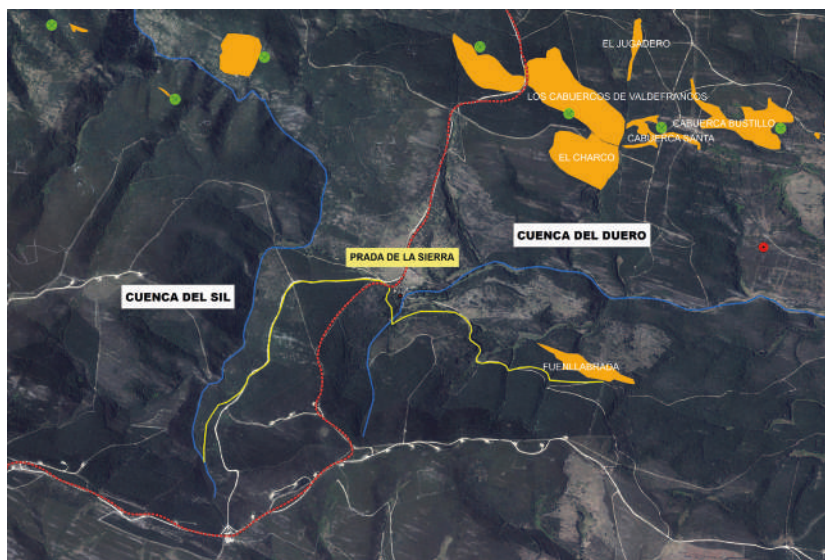 EL JUGADERO
LOS CABUERCOS DE VALDEFRANCOS
CABUERCA BUSTILLO
CABUERCA SANTA
EL CHARCO
CUENCA DEL DUERO
PRADA DE LA SIERRA
CUENCA DEL SIL
FUENLLABRADA